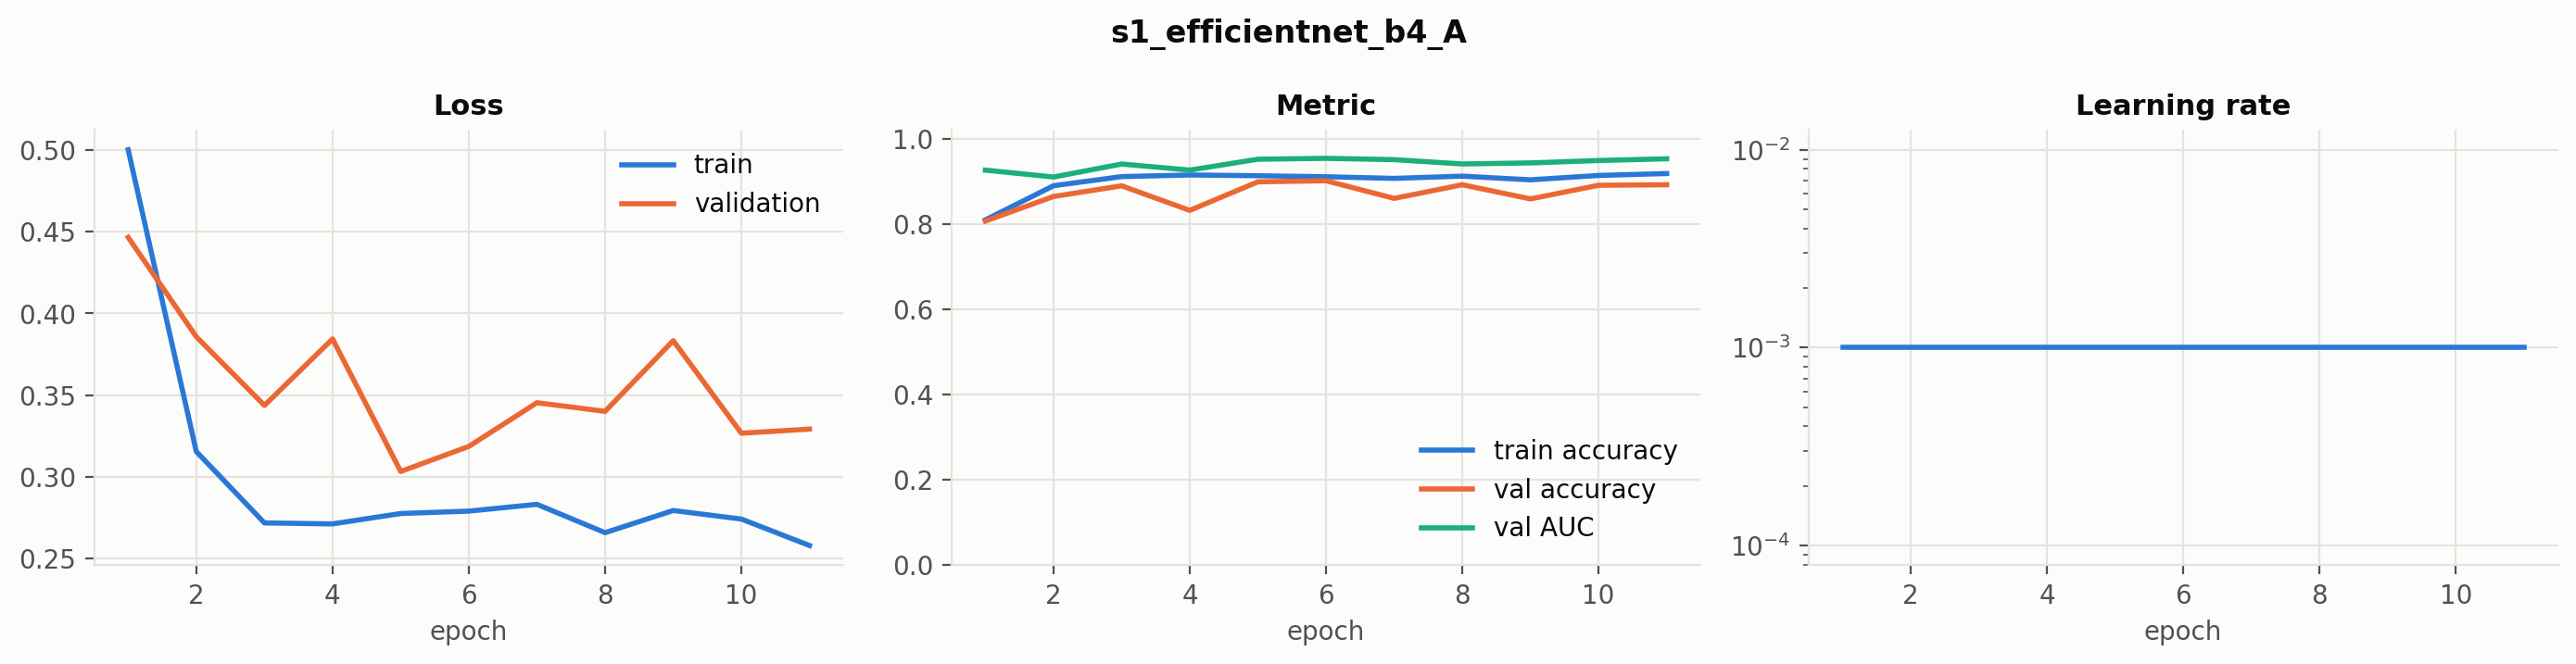 s1_efficientnet_b4_A
Loss
0.50
0.45
0.40
0.35
0.30
0.25
2 4 6 8 10
epoch
train
validation
Metric
1.0
0.8
0.6
0.4
0.2
0.0
2 4 6 8 10
epoch
train accuracy
val accuracy
val AUC
Learning rate
10⁻²
10⁻³
10⁻⁴
2 4 6 8 10
epoch